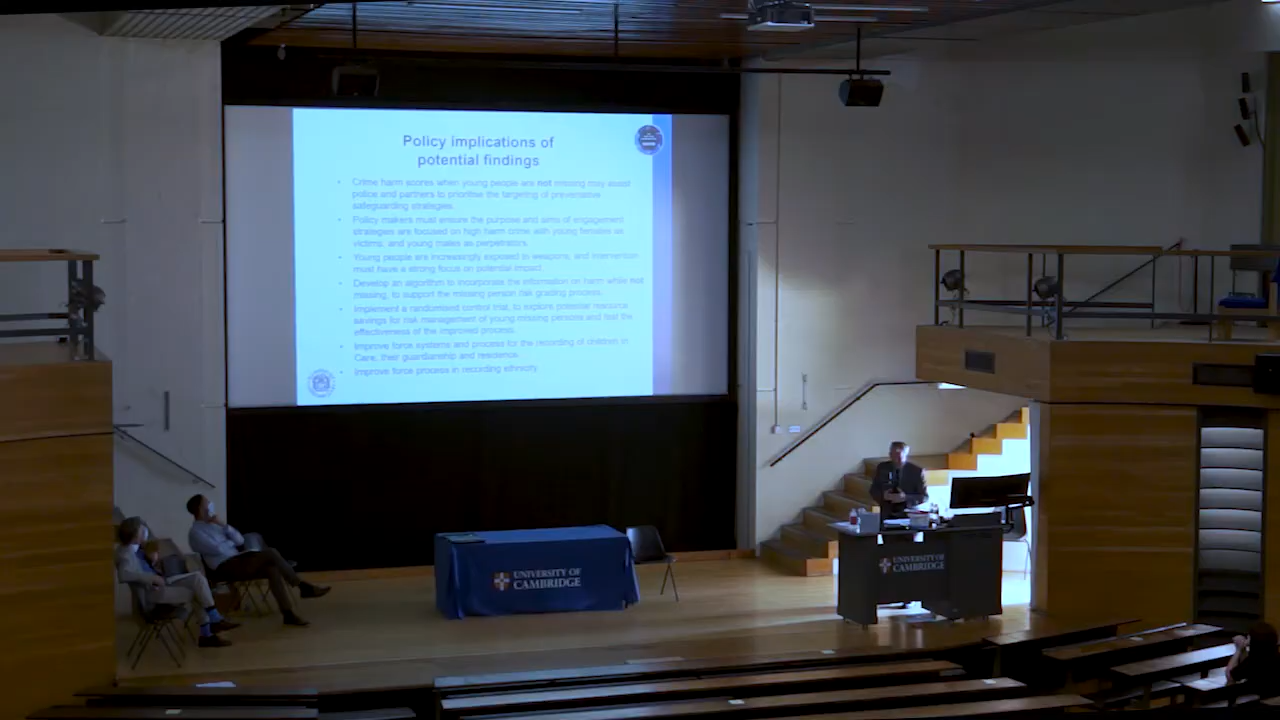 Policy implications of
potential findings
• Crime harm scores when young people are not missing may assist
police and partners to prioritise the targeting of preventative
safeguarding strategies.
• Policy makers must ensure the purpose and aims of engagement
strategies are focused on high harm crime with young females as
victims, and young males as perpetrators.
• Young people are increasingly exposed to weapons, and intervention
must have a strong focus on potential impact.
• Develop an algorithm to incorporate the information on harm while not
missing, to support the missing person risk grading process.
• Implement a randomised control trial, to explore potential resource
savings for risk management of young missing persons and test the
effectiveness of the improved process.
• Improve force systems and process for the recording of children in
Care, their guardianship and residence.
• Improve force process in recording ethnicity.
UNIVERSITY OF
CAMBRIDGE
UNIVERSITY OF
CAMBRIDGE